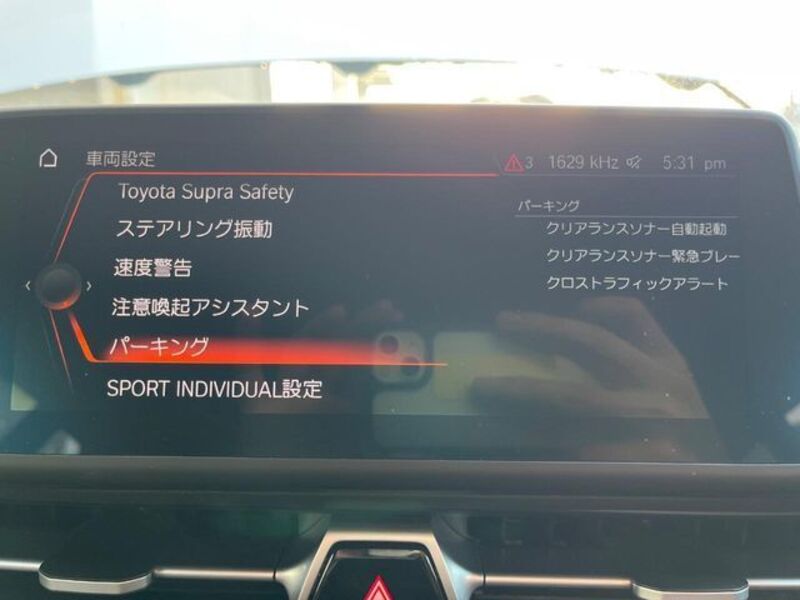 車両設定
3 1629 kHz 5:31 pm
Toyota Supra Safety
ステアリング振動
速度警告
注意喚起アシスタント
パーキング
SPORT INDIVIDUAL設定
パーキング
クリアランスソナー自動起動
クリアランスソナー緊急ブレー
クロストラフィックアラート